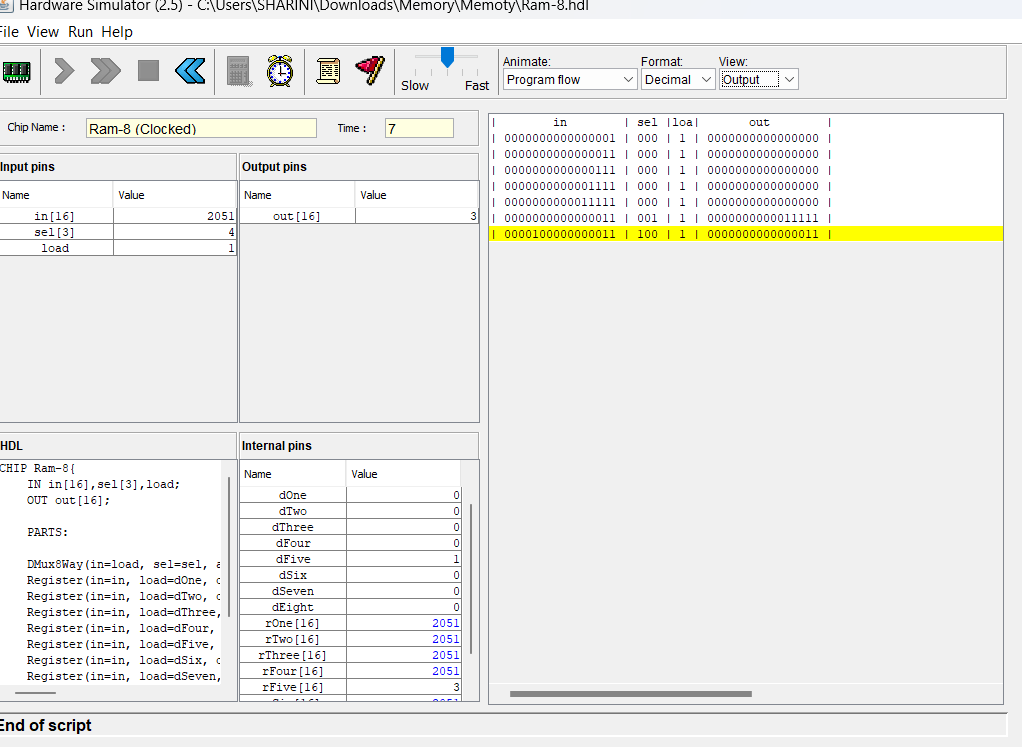 Hardware Simulator (2.5) - C:\Users\SHARINI\Downloads\Memory\Memoty\Ram-8.hdl
File View Run Help
Slow Fast
Animate: Format: View:
Program flow Decimal Output
Chip Name : Ram-8 (Clocked) Time : 7
Input pins
Name Value
in[16] 2051
sel[3] 4
load 1
Output pins
Name Value
out[16] 3
| in | sel |loa| out |
| 0000000000000001 | 000 | 1 | 0000000000000000 |
| 0000000000000011 | 000 | 1 | 0000000000000000 |
| 0000000000000111 | 000 | 1 | 0000000000000000 |
| 0000000000001111 | 000 | 1 | 0000000000000000 |
| 0000000000011111 | 000 | 1 | 0000000000000000 |
| 0000000000000011 | 001 | 1 | 0000000000011111 |
| 0000100000000011 | 100 | 1 | 0000000000000011 |
HDL
CHIP Ram-8{
IN in[16],sel[3],load;
OUT out[16];
PARTS:
DMux8Way(in=load, sel=sel, a
Register(in=in, load=dOne, o
Register(in=in, load=dTwo, o
Register(in=in, load=dThree,
Register(in=in, load=dFour,
Register(in=in, load=dFive,
Register(in=in, load=dSix, o
Register(in=in, load=dSeven,
Internal pins
Name Value
dOne 0
dTwo 0
dThree 0
dFour 0
dFive 1
dSix 0
dSeven 0
dEight 0
rOne[16] 2051
rTwo[16] 2051
rThree[16] 2051
rFour[16] 2051
rFive[16] 3
End of script